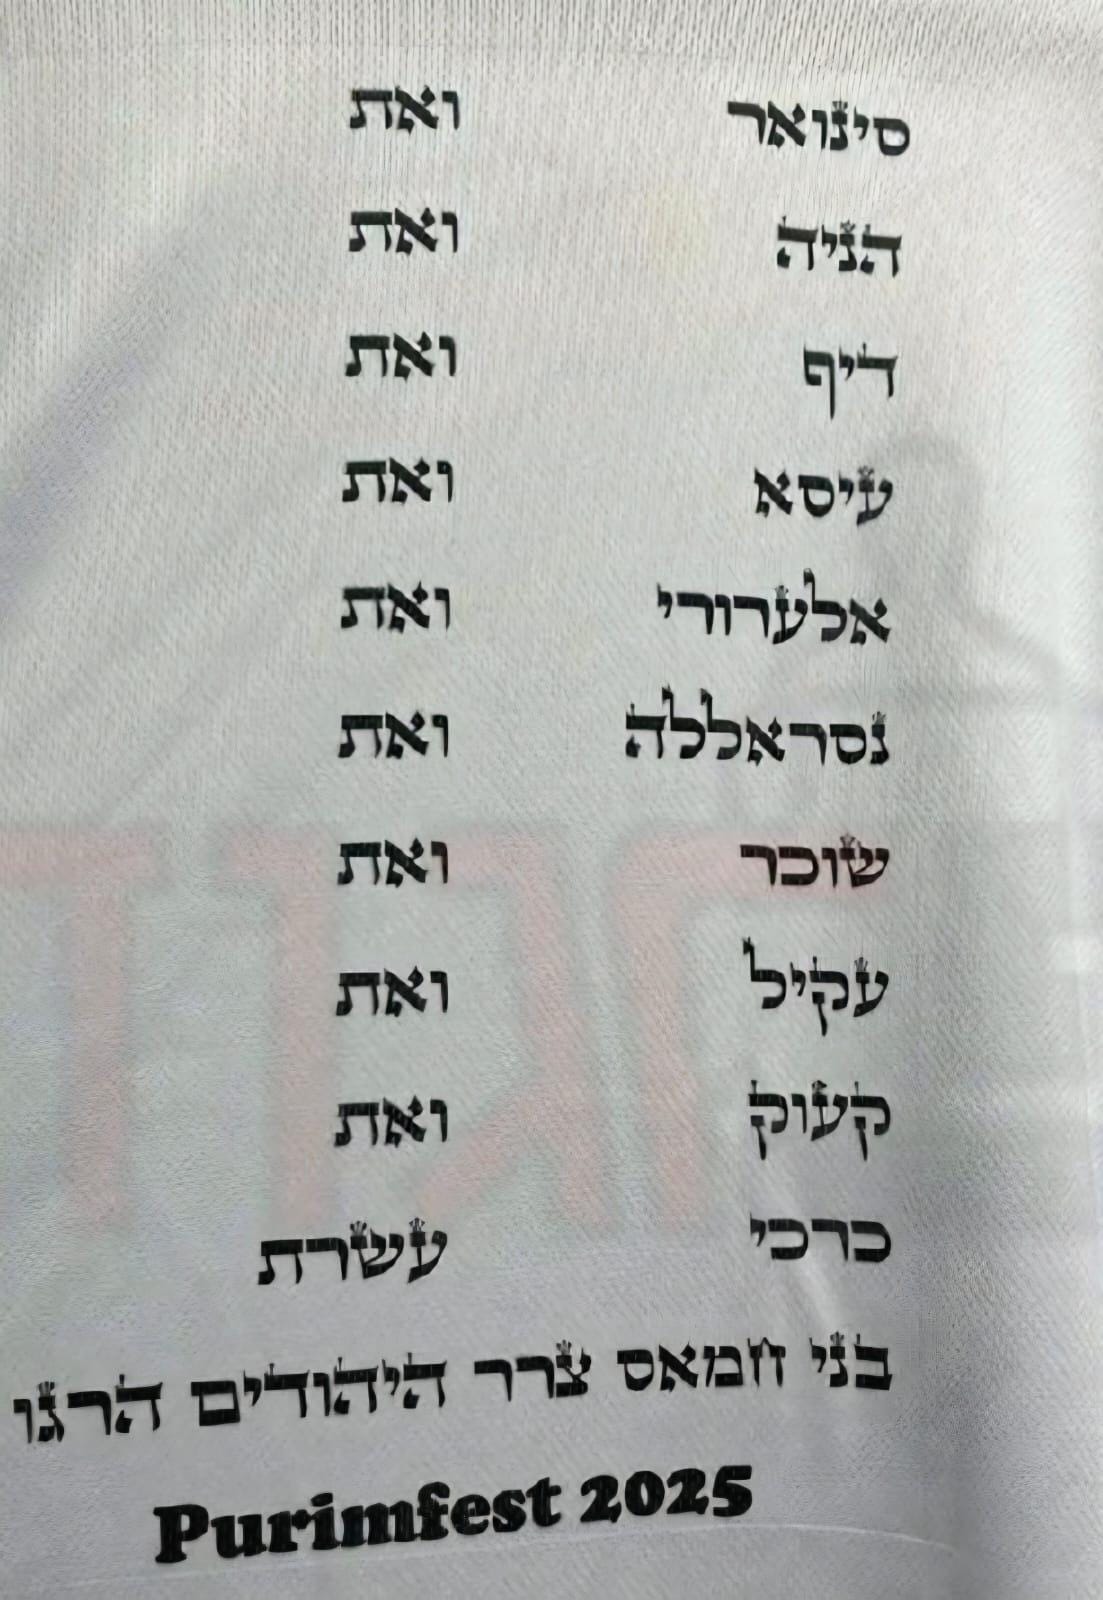 סינואר ואת
הניה ואת
דיף ואת
עיסא ואת
אלערורי ואת
נסראללה ואת
שוכר ואת
עקיל ואת
קעוק ואת
כרכי עשרת
בני חמאס צרר היהודים הרגו
Purimfest 2025